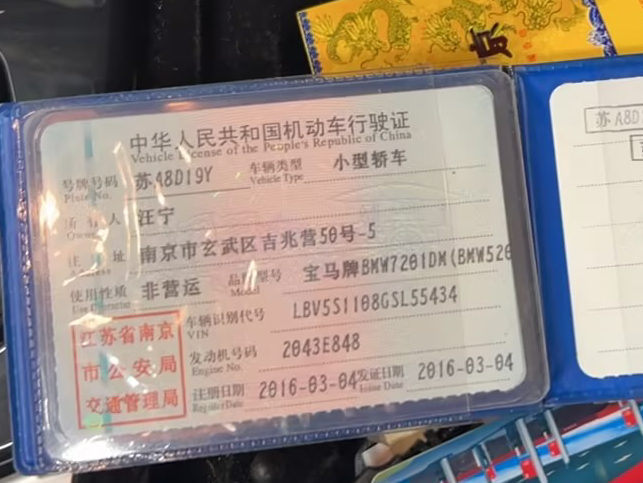 中华人民共和国机动车行驶证
Vehicle License of the People's Republic of China
号牌号码 苏A8D19Y 车辆类型 小型轿车
Plate No. Vehicle Type
所有人 汪宁
Owner
住址 南京市玄武区吉兆营50号-5
Address
使用性质 非营运 品牌型号 宝马牌BMW7201DM(BMW520
Use Character Model
江苏省南京
市公安局
交通管理局
车辆识别代号 LBV5S1108GSL55434
VIN
发动机号码 2043E848
Engine No.
注册日期 2016-03-04 发证日期 2016-03-04
Register Date Issue Date
苏A8D